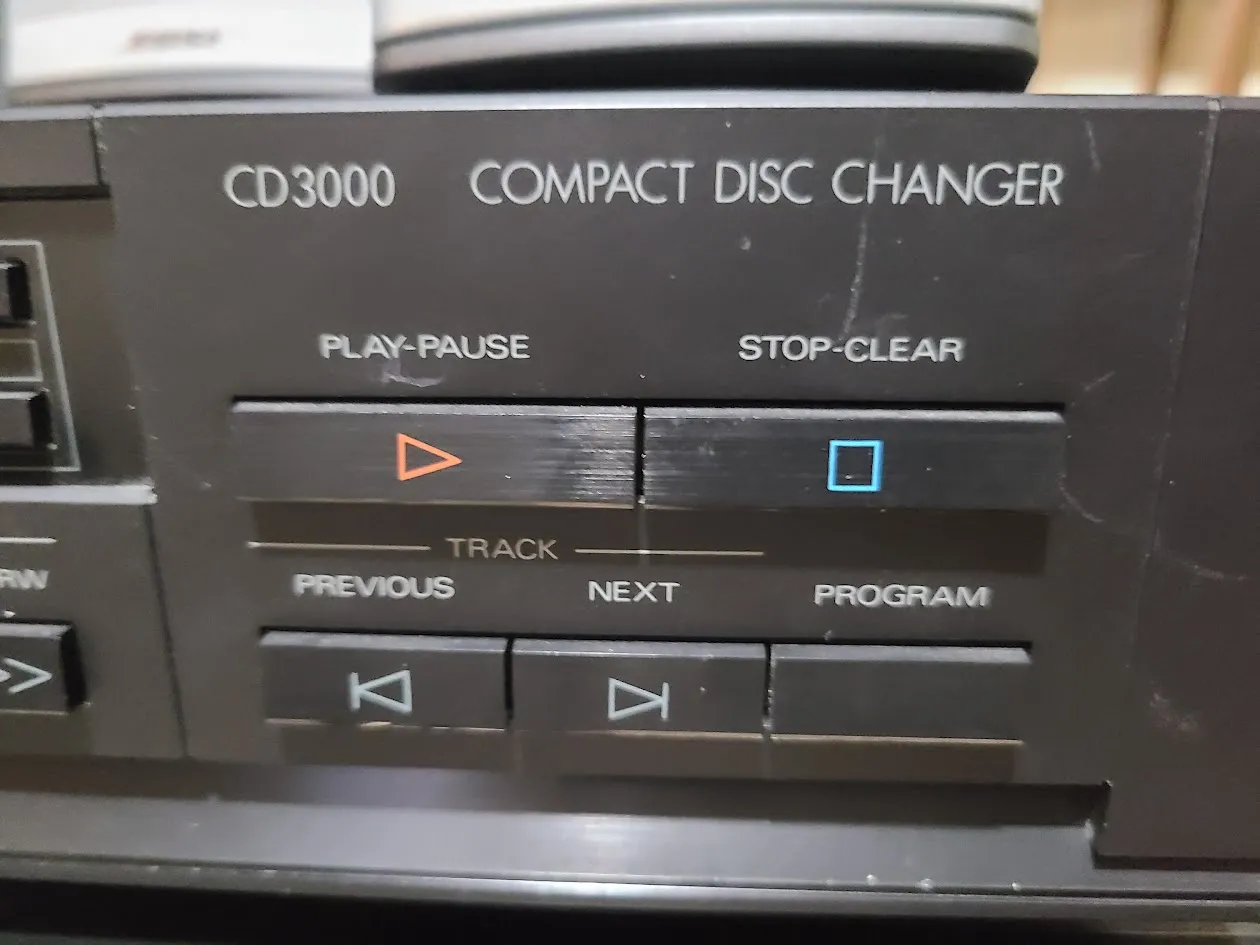 CD3000 COMPACT DISC CHANGER
PLAY-PAUSE STOP-CLEAR
TRACK
PREVIOUS NEXT PROGRAM